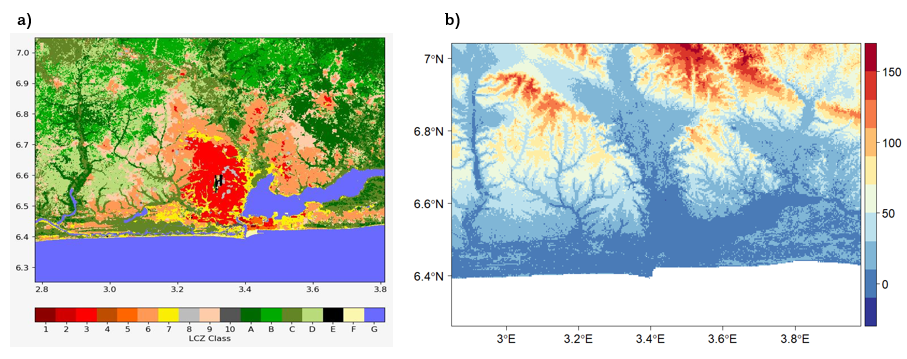 a)
7.0
6.8
6.7
6.6
6.5
6.4
6.3
2.8 3.0 3.2 3.4 3.6 3.8
1 2 3 4 5 6 7 8 9 10 A B C D E F G
LCZ Class
b)
7°N
6.8°N
6.6°N
6.4°N
3°E 3.2°E 3.4°E 3.6°E 3.8°E
150
100
50
0